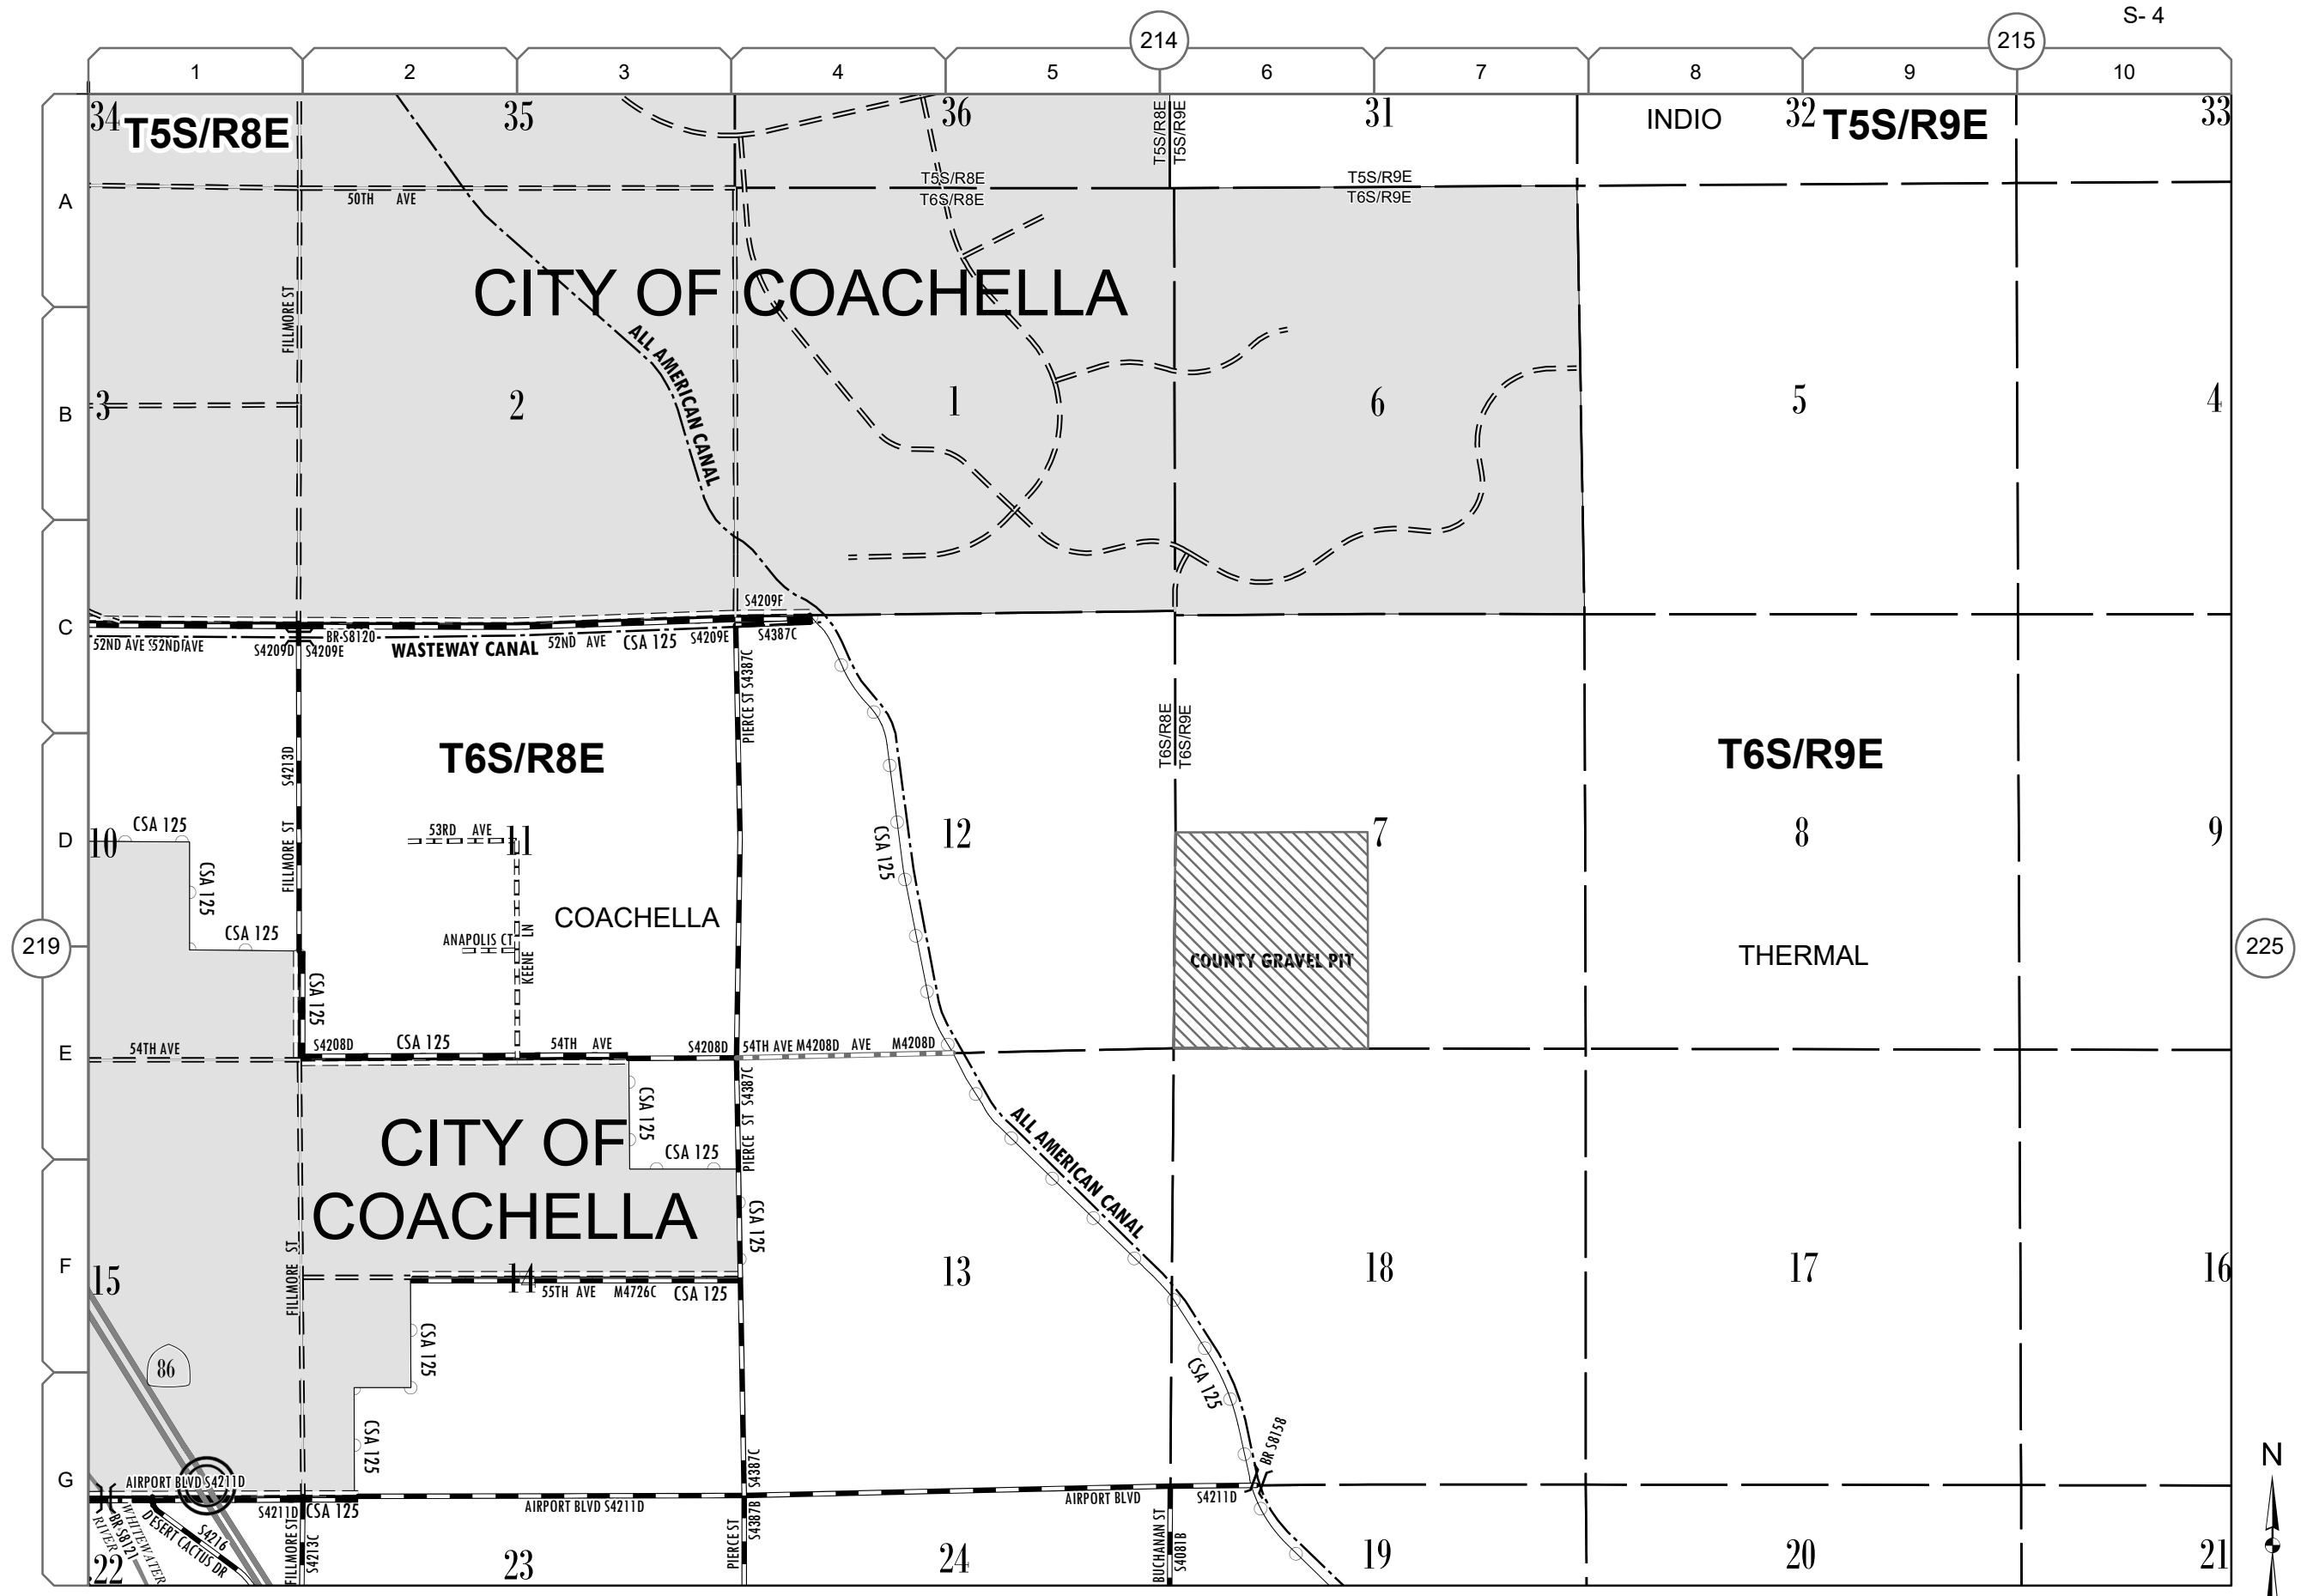 S- 4
214
215
1
2
3
4
5
6
7
8
9
10
34
T5S/R8E
35
36
T5S/R8E
T5S/R9E
31
INDIO
32
T5S/R9E
33
A
50TH AVE
T5S/R8E
T6S/R8E
T5S/R9E
T6S/R9E
FILLMORE ST
CITY OF COACHELLA
ALL AMERICAN CANAL
B
3
2
1
6
5
4
C
S4209F
52ND AVE
52ND AVE
S4209D
S4209E
BR-S8120
WASTEWAY CANAL
52ND AVE
CSA 125
S4209E
S4387C
PIERCE ST S4387C
T6S/R8E
T6S/R9E
S4213D
T6S/R8E
T6S/R9E
D
10
CSA 125
FILLMORE ST
53RD AVE
11
CSA 125
12
7
8
9
CSA 125
CSA 125
COACHELLA
ANAPOLIS CT
KEENE LN
219
COUNTY GRAVEL PIT
THERMAL
225
CSA 125
E
54TH AVE
S4208D
CSA 125
54TH AVE
S4208D
54TH AVE M4208D AVE M4208D
CITY OF
COACHELLA
CSA 125
CSA 125
PIERCE ST S4387C
ALL AMERICAN CANAL
CSA 125
F
15
FILLMORE ST
14
55TH AVE M4726C CSA 125
13
18
17
16
86
CSA 125
CSA 125
CSA 125
S4387C
BR S8158
G
AIRPORT BLVD S4211D
S4211D
CSA 125
AIRPORT BLVD S4211D
AIRPORT BLVD
S4211D
N
WHITEWATER
RIVER
BR-S8121
S4216
DESERT CACTUS DR
FILLMORE ST
S4213C
PIERCE ST
S4387B
BUCHANAN ST
S4081B
22
23
24
19
20
21